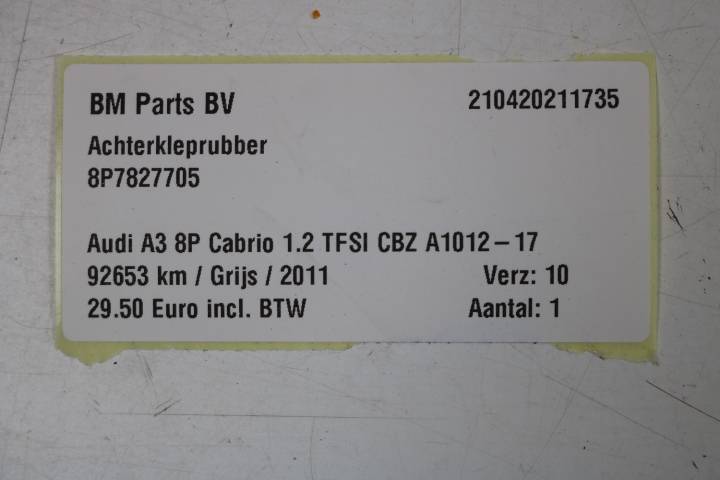 BM Parts BV 210420211735
Achterkleprubber
8P7827705
Audi A3 8P Cabrio 1.2 TFSI CBZ A1012-17
92653 km / Grijs / 2011 Verz: 10
29.50 Euro incl. BTW Aantal: 1